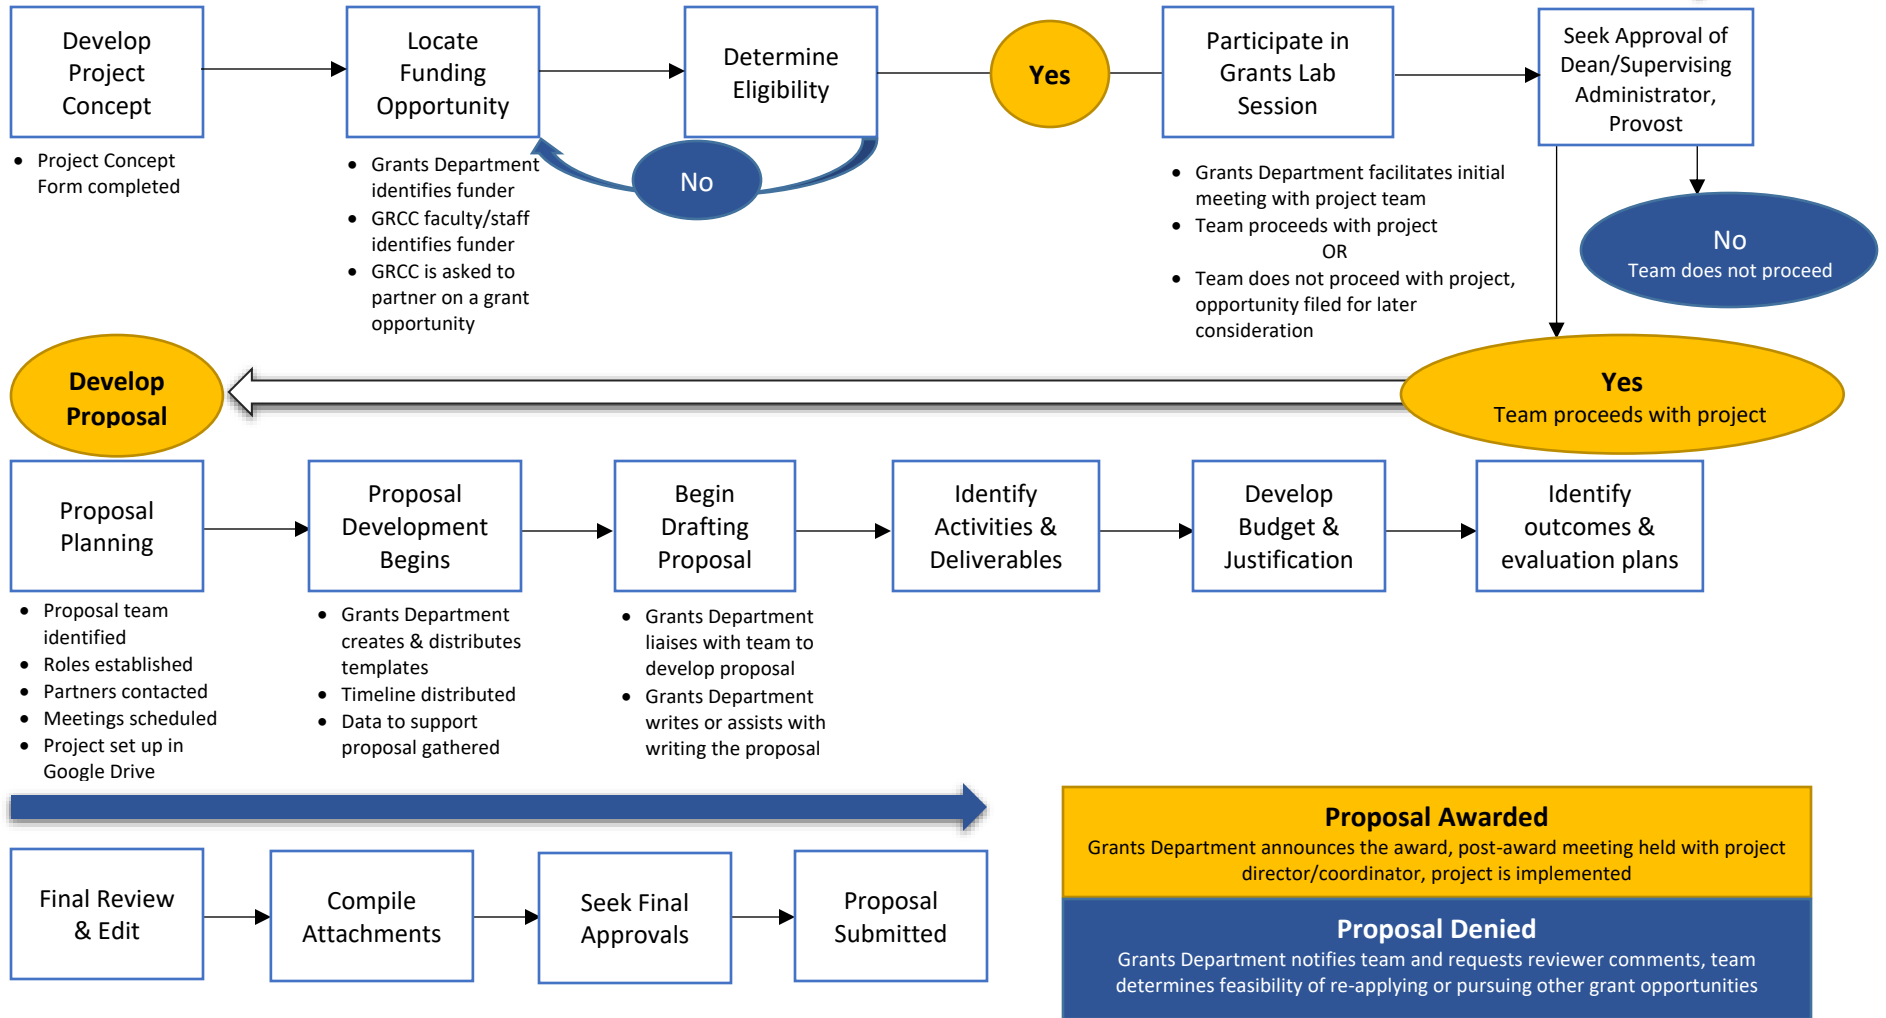 Develop
Project
Concept
Locate
Funding
Opportunity
Determine
Eligibility
Yes
Participate in
Grants Lab
Session
Seek Approval of
Dean/Supervising
Administrator,
Provost
• Project Concept
Form completed
• Grants Department
identifies funder
• GRCC faculty/staff
identifies funder
• GRCC is asked to
partner on a grant
opportunity
No
• Grants Department facilitates initial
meeting with project team
• Team proceeds with project
OR
• Team does not proceed with project,
opportunity filed for later
consideration
No
Team does not proceed
Yes
Team proceeds with project
Develop
Proposal
Proposal
Planning
Proposal
Development
Begins
Begin
Drafting
Proposal
Identify
Activities &
Deliverables
Develop
Budget &
Justification
Identify
outcomes &
evaluation plans
• Proposal team
identified
• Roles established
• Partners contacted
• Meetings scheduled
• Project set up in
Google Drive
• Grants Department
creates & distributes
templates
• Timeline distributed
• Data to support
proposal gathered
• Grants Department
liaises with team to
develop proposal
• Grants Department
writes or assists with
writing the proposal
Final Review
& Edit
Compile
Attachments
Seek Final
Approvals
Proposal
Submitted
Proposal Awarded
Grants Department announces the award, post-award meeting held with project
director/coordinator, project is implemented
Proposal Denied
Grants Department notifies team and requests reviewer comments, team
determines feasibility of re-applying or pursuing other grant opportunities